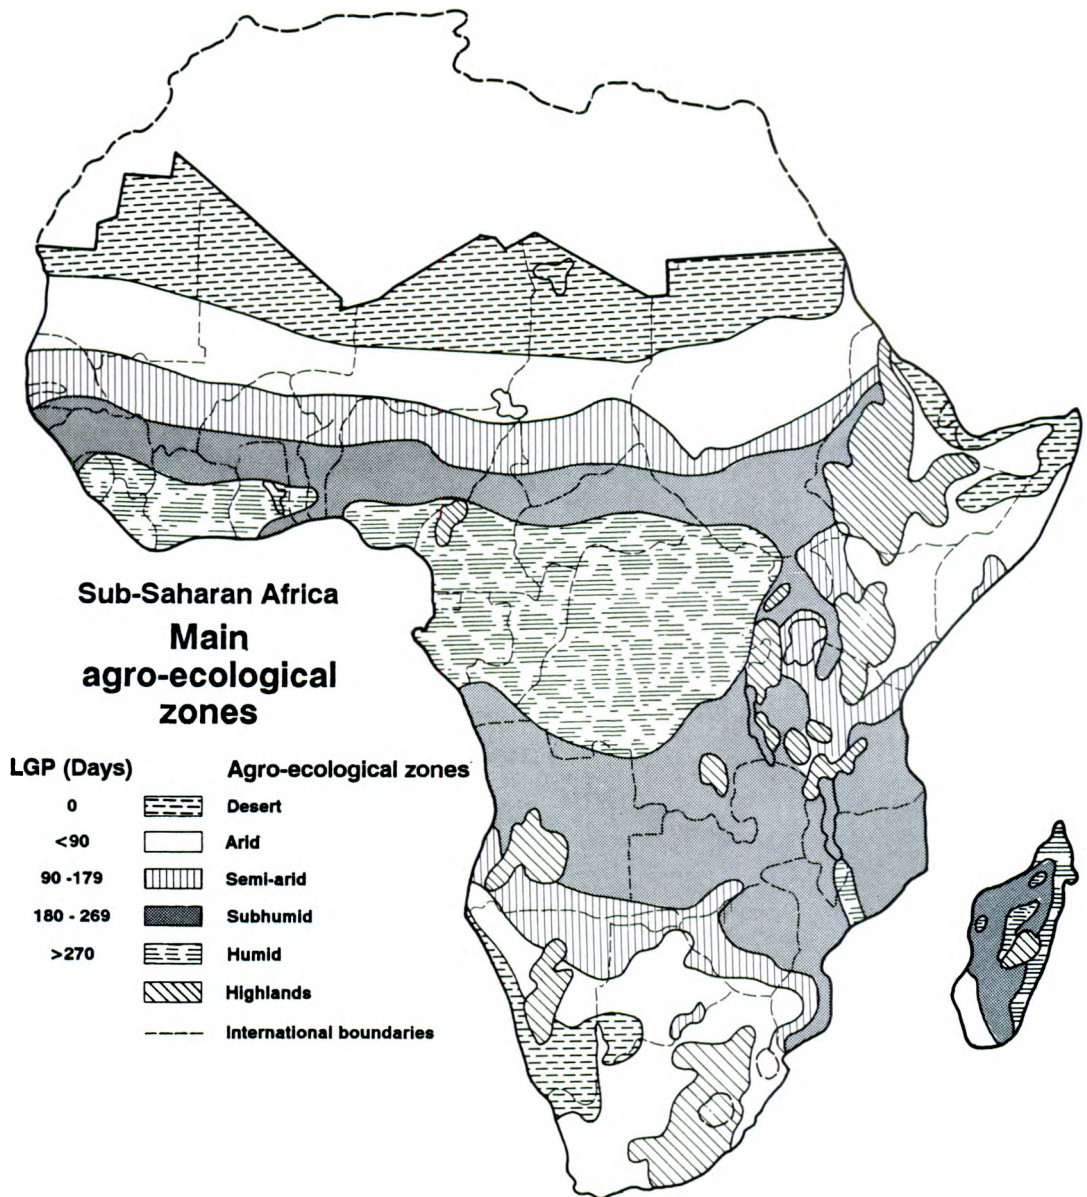 Sub-Saharan Africa
Main
agro-ecological
zones
LGP (Days) Agro-ecological zones
0 Desert
<90 Arid
90 -179 Semi-arid
180 - 269 Subhumid
>270 Humid
Highlands
International boundaries